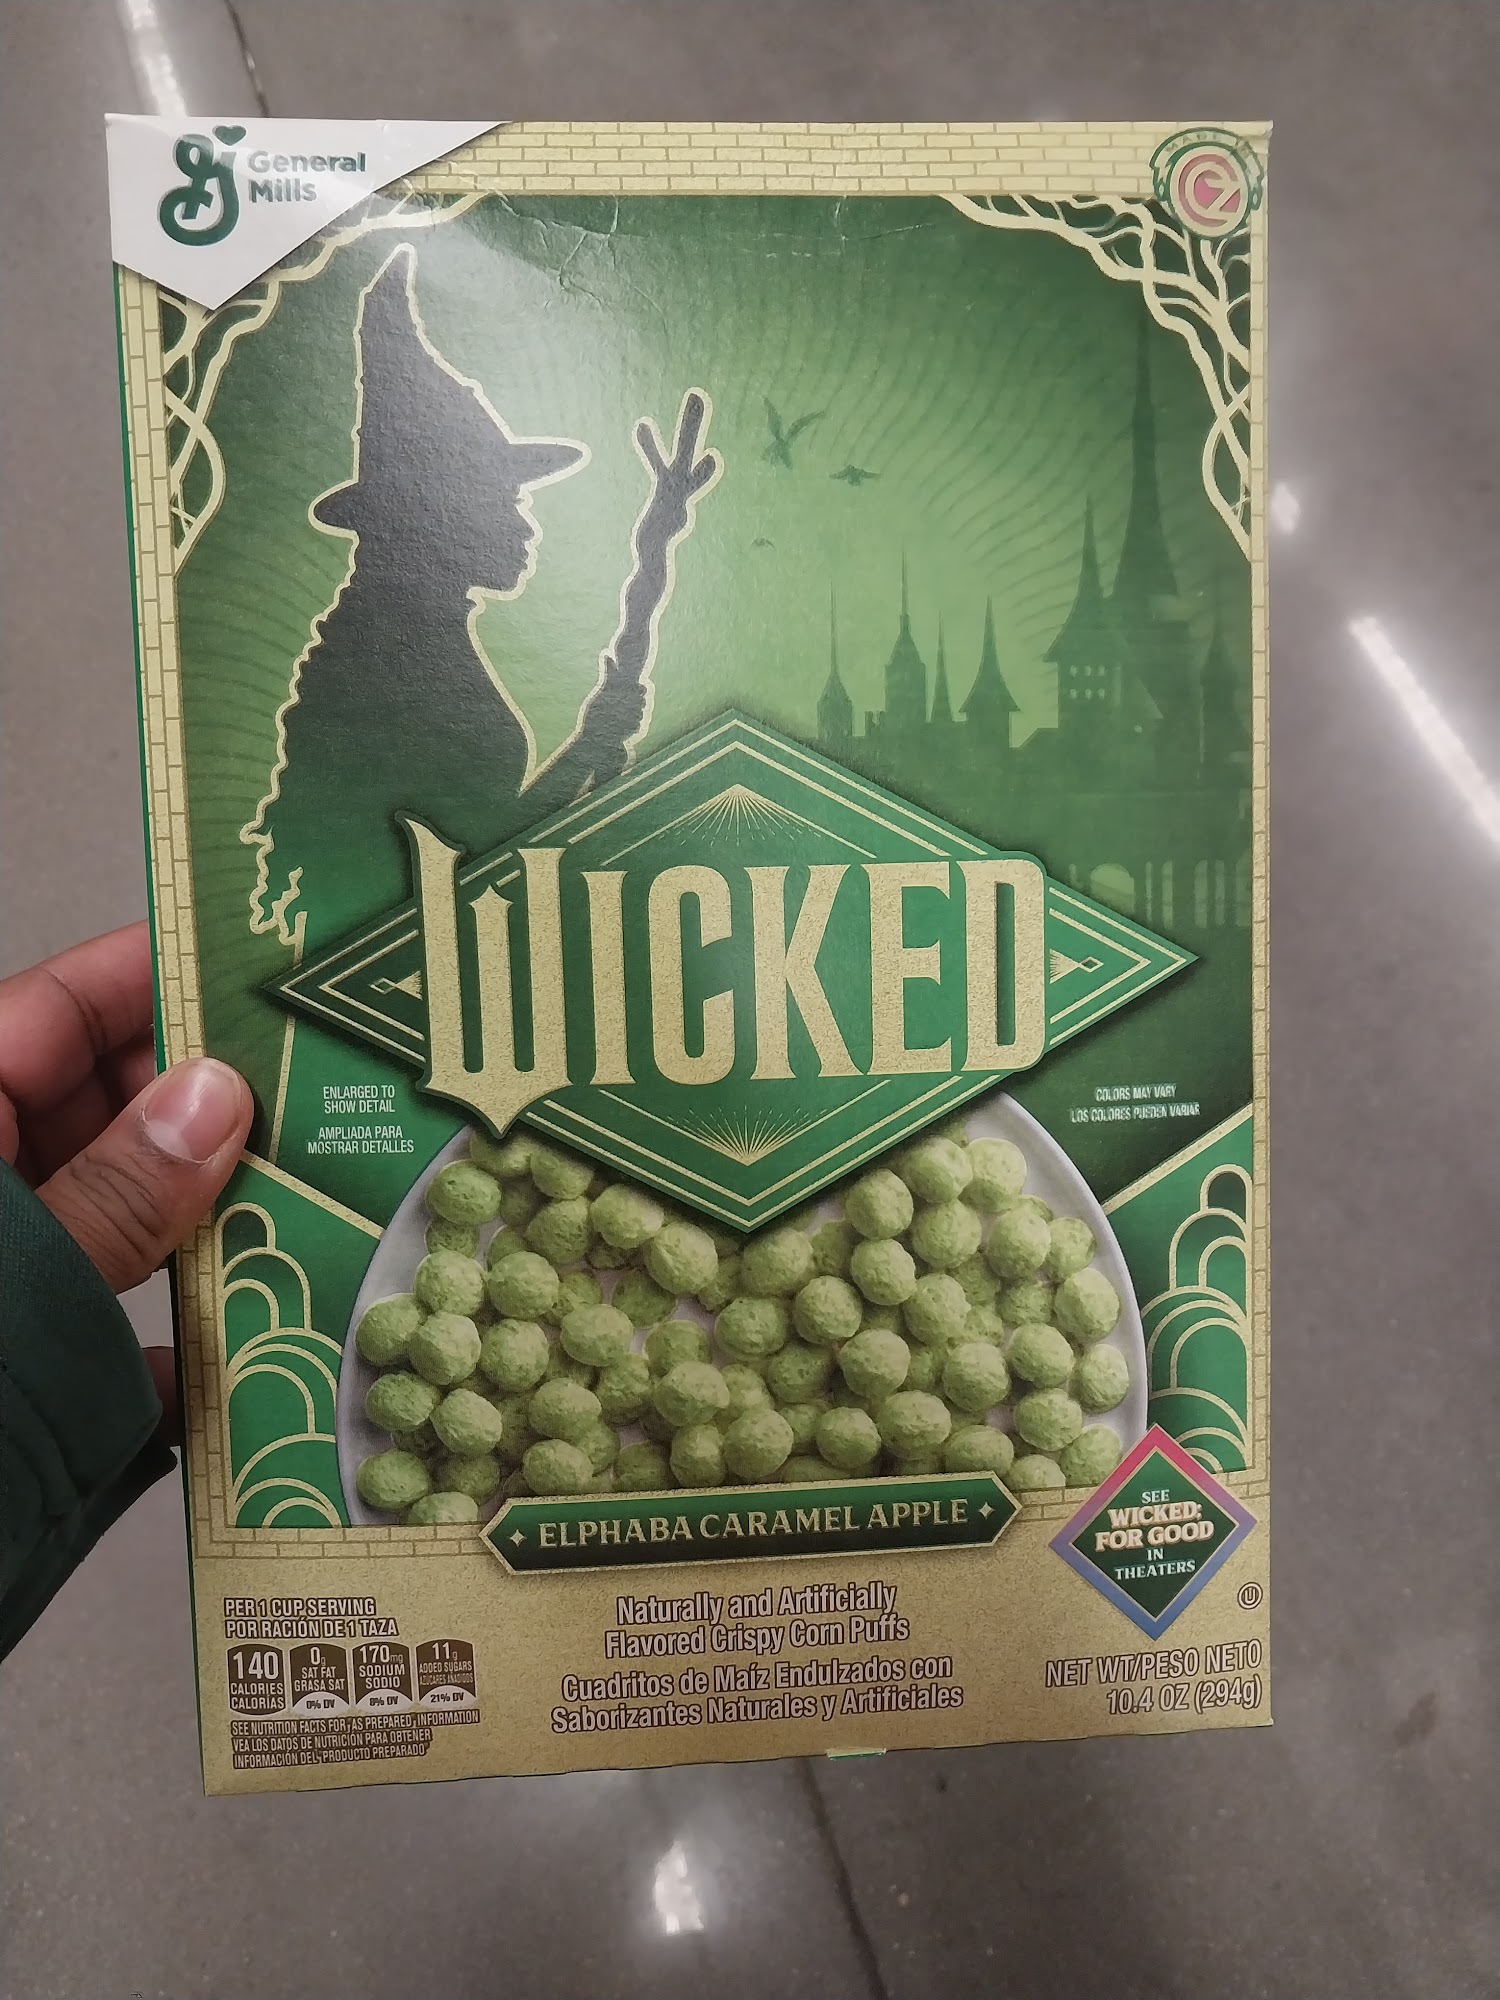 General
Mills
MADE
OZ
WICKED
ENLARGED TO
SHOW DETAIL
AMPLIADA PARA
MOSTRAR DETALLES
COLORS MAY VARY
LOS COLORES PUEDEN VARIAR
ELPHABA CARAMEL APPLE
SEE
WICKED:
FOR GOOD
IN
THEATERS
PER 1 CUP SERVING
POR RACIÓN DE 1 TAZA
140
CALORIES
CALORÍAS
0g
SAT FAT
GRASA SAT
0% DV
170mg
SODIUM
SODIO
8% DV
11g
ADDED SUGARS
AZÚCARES AÑADIDOS
21% DV
SEE NUTRITION FACTS FOR "AS PREPARED" INFORMATION
VEA LOS DATOS DE NUTRICIÓN PARA OBTENER
INFORMACIÓN DEL "PRODUCTO PREPARADO"
Naturally and Artificially
Flavored Crispy Corn Puffs
Cuadritos de Maíz Endulzados con
Saborizantes Naturales y Artificiales
U
NET WT/PESO NETO
10.4 OZ (294g)